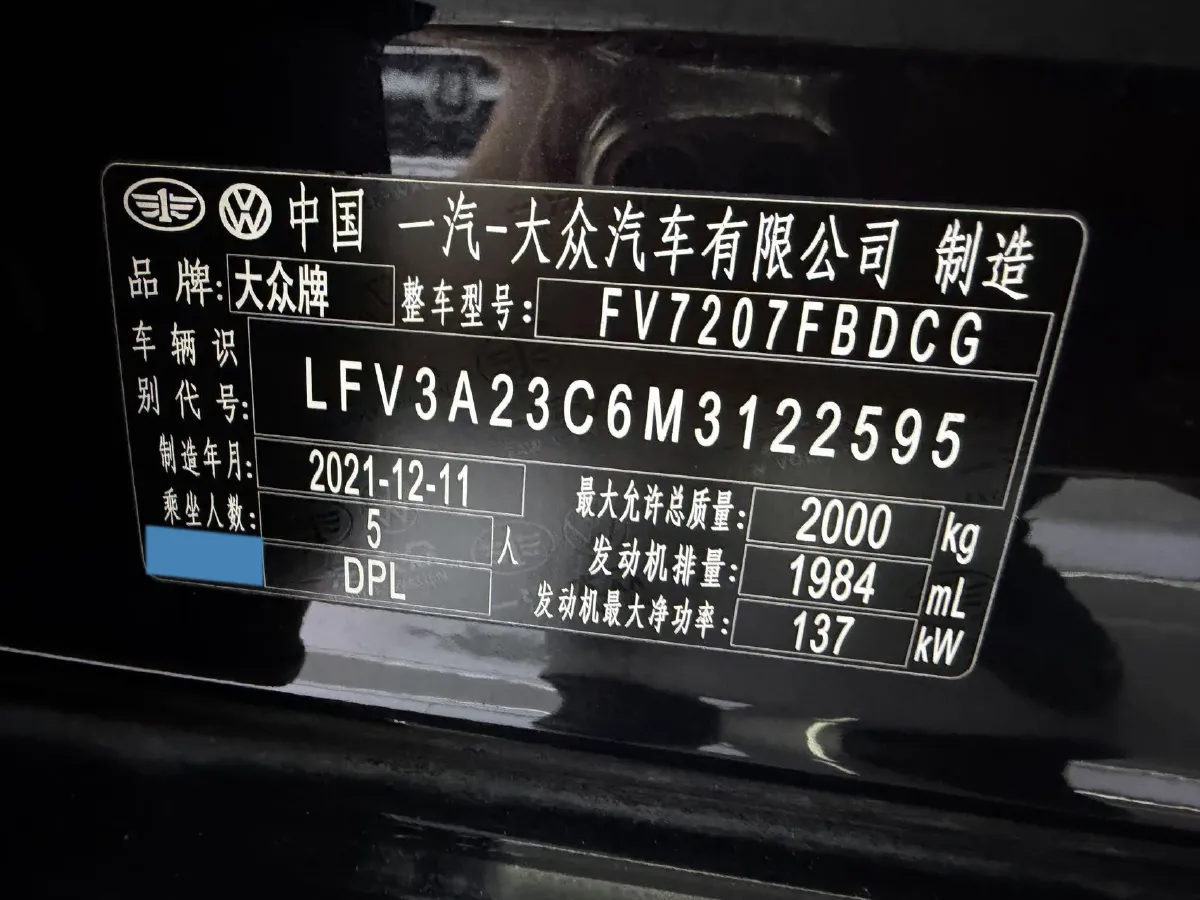 中国 一汽-大众汽车有限公司 制造
品牌: 大众牌 整车型号: FV7207FBDCG
车辆识别代号: LFV3A23C6M3122595
制造年月: 2021-12-11 最大允许总质量: 2000 kg
乘坐人数: 5 人 发动机排量: 1984 mL
DPL 发动机最大净功率: 137 kW